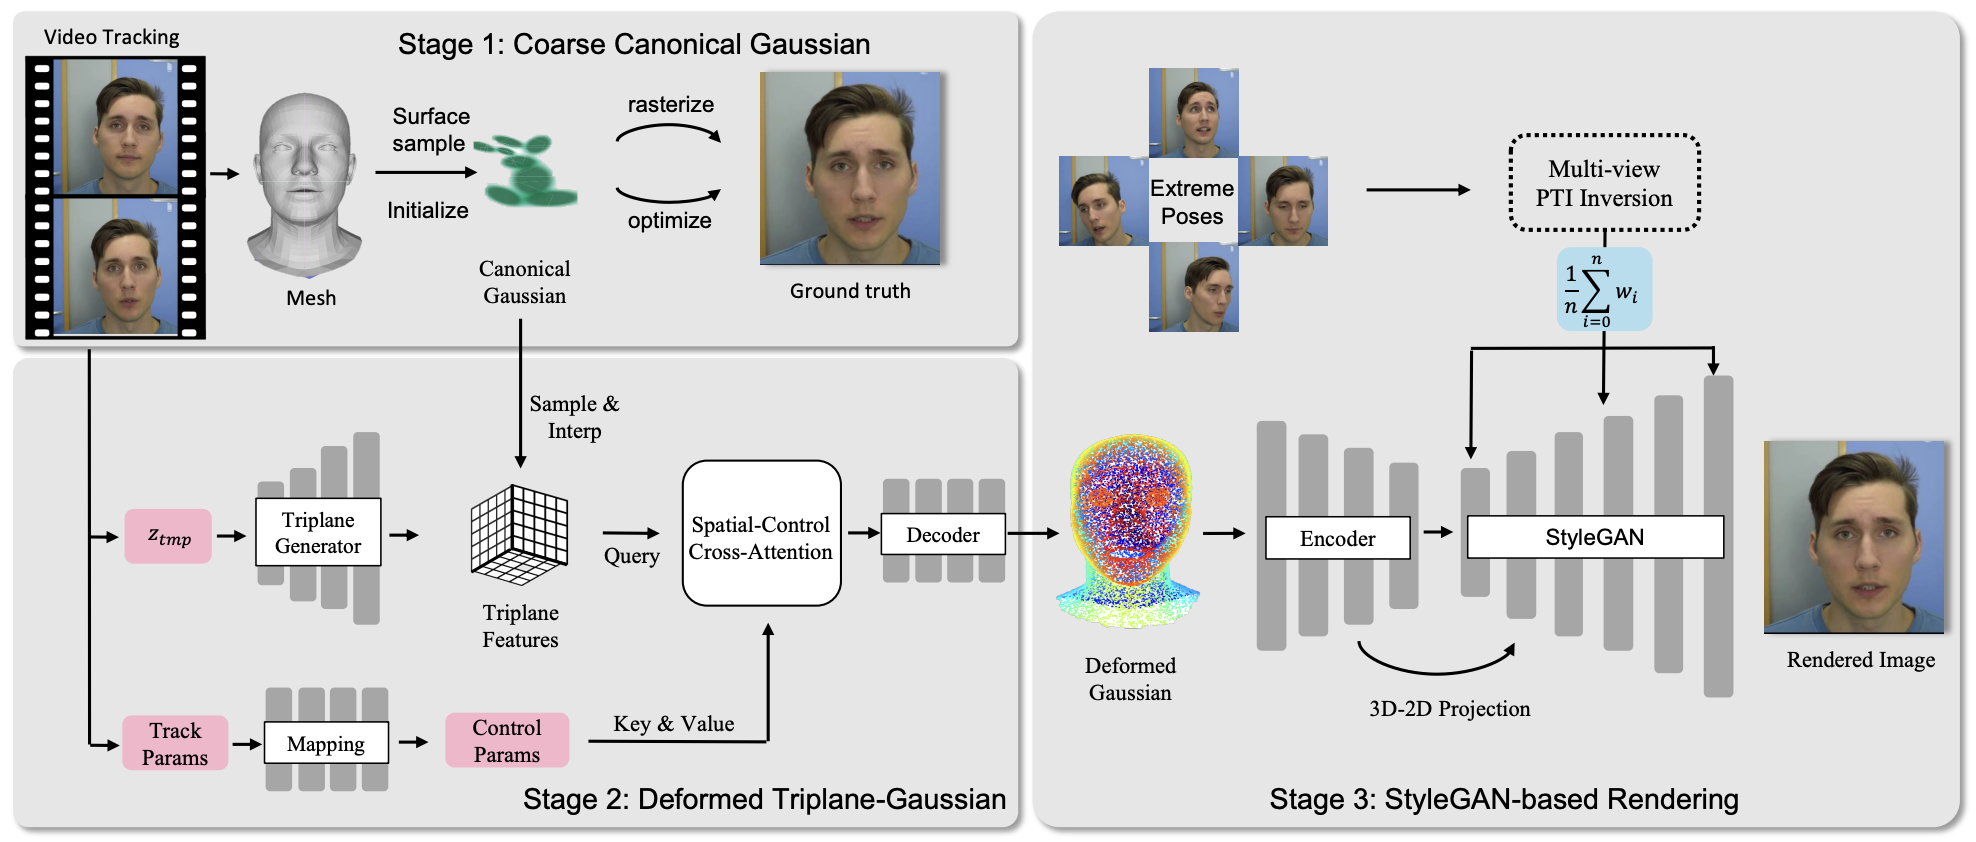 Video Tracking
Stage 1: Coarse Canonical Gaussian
Surface
sample
Initialize
rasterize
optimize
Mesh
Canonical
Gaussian
Ground truth
Sample &
Interp
z_{tmp}
Triplane
Generator
Triplane
Features
Query
Spatial-Control
Cross-Attention
Decoder
Track
Params
Mapping
Control
Params
Key & Value
Stage 2: Deformed Triplane-Gaussian
Extreme
Poses
Multi-view
PTI Inversion
\frac{1}{n}\sum_{i=0}^{n} w_i
Deformed
Gaussian
Encoder
StyleGAN
3D-2D Projection
Rendered Image
Stage 3: StyleGAN-based Rendering